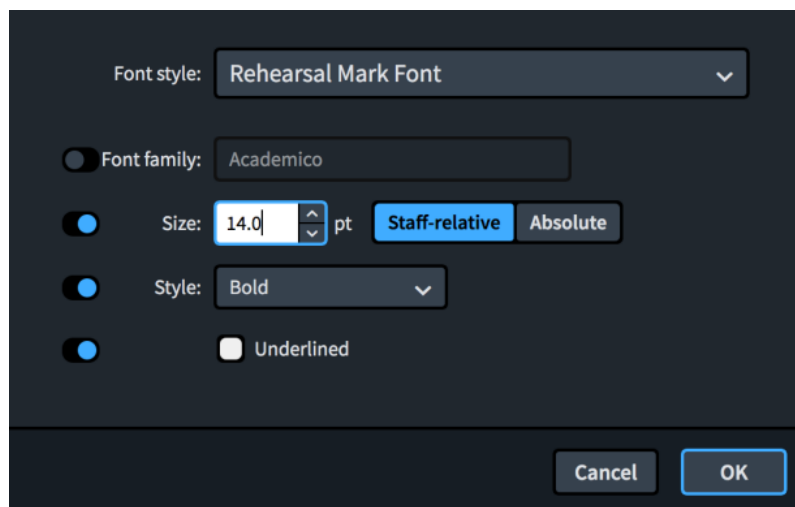 Font style: Rehearsal Mark Font
Font family: Academico
Size: 14.0 pt Staff-relative Absolute
Style: Bold
Underlined
Cancel OK